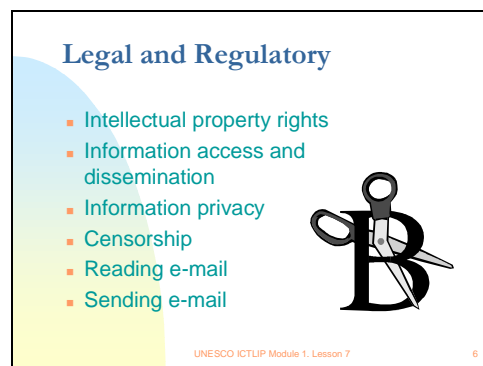 Legal and Regulatory
Intellectual property rights
Information access and
dissemination
Information privacy
Censorship
Reading e-mail
Sending e-mail
B
UNESCO ICTLIP Module 1. Lesson 7
6